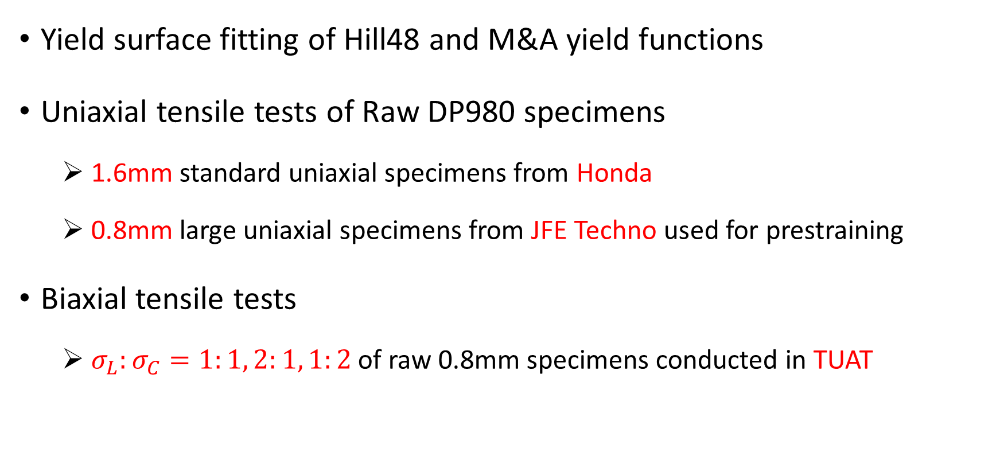 • Yield surface fitting of Hill48 and M&A yield functions
• Uniaxial tensile tests of Raw DP980 specimens
➢ 1.6mm standard uniaxial specimens from Honda
➢ 0.8mm large uniaxial specimens from JFE Techno used for prestraining
• Biaxial tensile tests
➢ σ_L: σ_C = 1: 1, 2: 1, 1: 2 of raw 0.8mm specimens conducted in TUAT